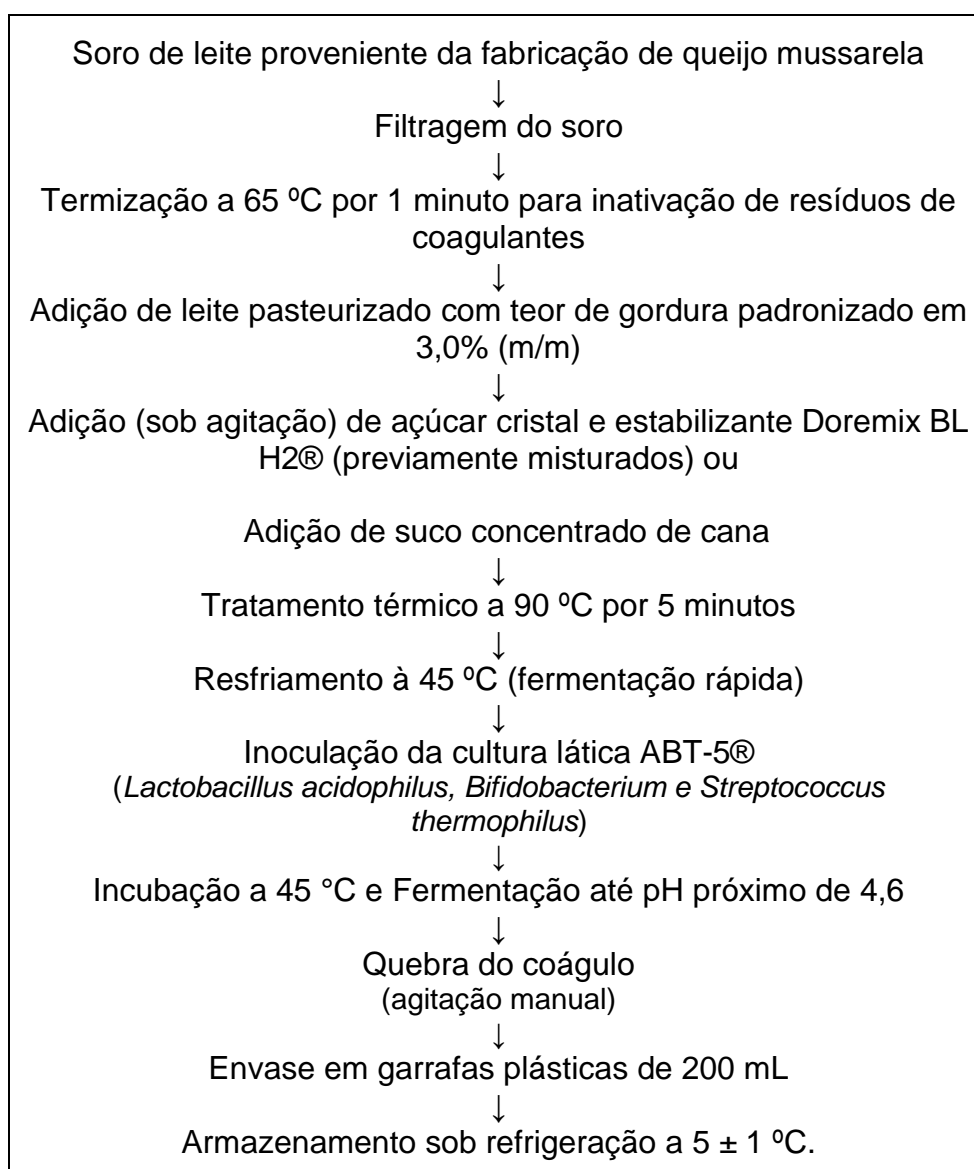 Soro de leite proveniente da fabricação de queijo mussarela
↓
Filtragem do soro
↓
Termização a 65 ºC por 1 minuto para inativação de resíduos de
coagulantes
↓
Adição de leite pasteurizado com teor de gordura padronizado em
3,0% (m/m)
↓
Adição (sob agitação) de açúcar cristal e estabilizante Doremix BL
H2® (previamente misturados) ou
Adição de suco concentrado de cana
↓
Tratamento térmico a 90 ºC por 5 minutos
↓
Resfriamento à 45 ºC (fermentação rápida)
↓
Inoculação da cultura lática ABT-5®
(Lactobacillus acidophilus, Bifidobacterium e Streptococcus
thermophilus)
↓
Incubação a 45 °C e Fermentação até pH próximo de 4,6
↓
Quebra do coágulo
(agitação manual)
↓
Envase em garrafas plásticas de 200 mL
↓
Armazenamento sob refrigeração a 5 ± 1 ºC.